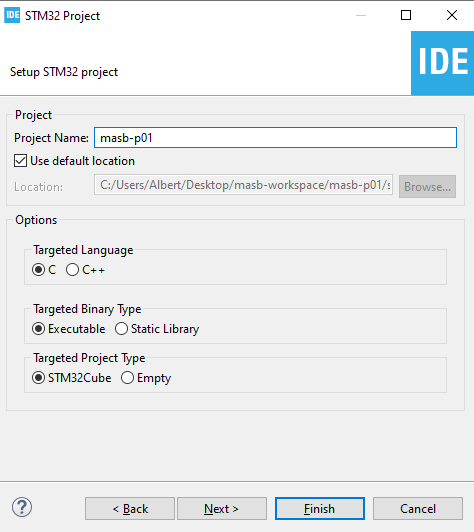 IDE STM32 Project
Setup STM32 project
IDE
Project
Project Name: masb-p01
Use default location
Location: C:/Users/Albert/Desktop/masb-workspace/masb-p01/s Browse...
Options
Targeted Language
C C++
Targeted Binary Type
Executable Static Library
Targeted Project Type
STM32Cube Empty
? < Back Next > Finish Cancel